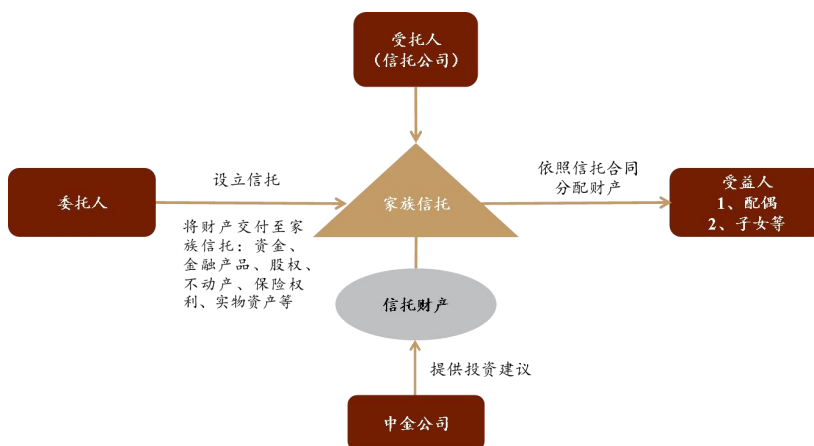 受托人
（信托公司）
委托人
设立信托
将财产交付至家
族信托：资金、
金融产品、股权、
不动产、保险权
利、实物资产等
家族信托
依照信托合同
分配财产
受益人
1、配偶
2、子女等
信托财产
提供投资建议
中金公司